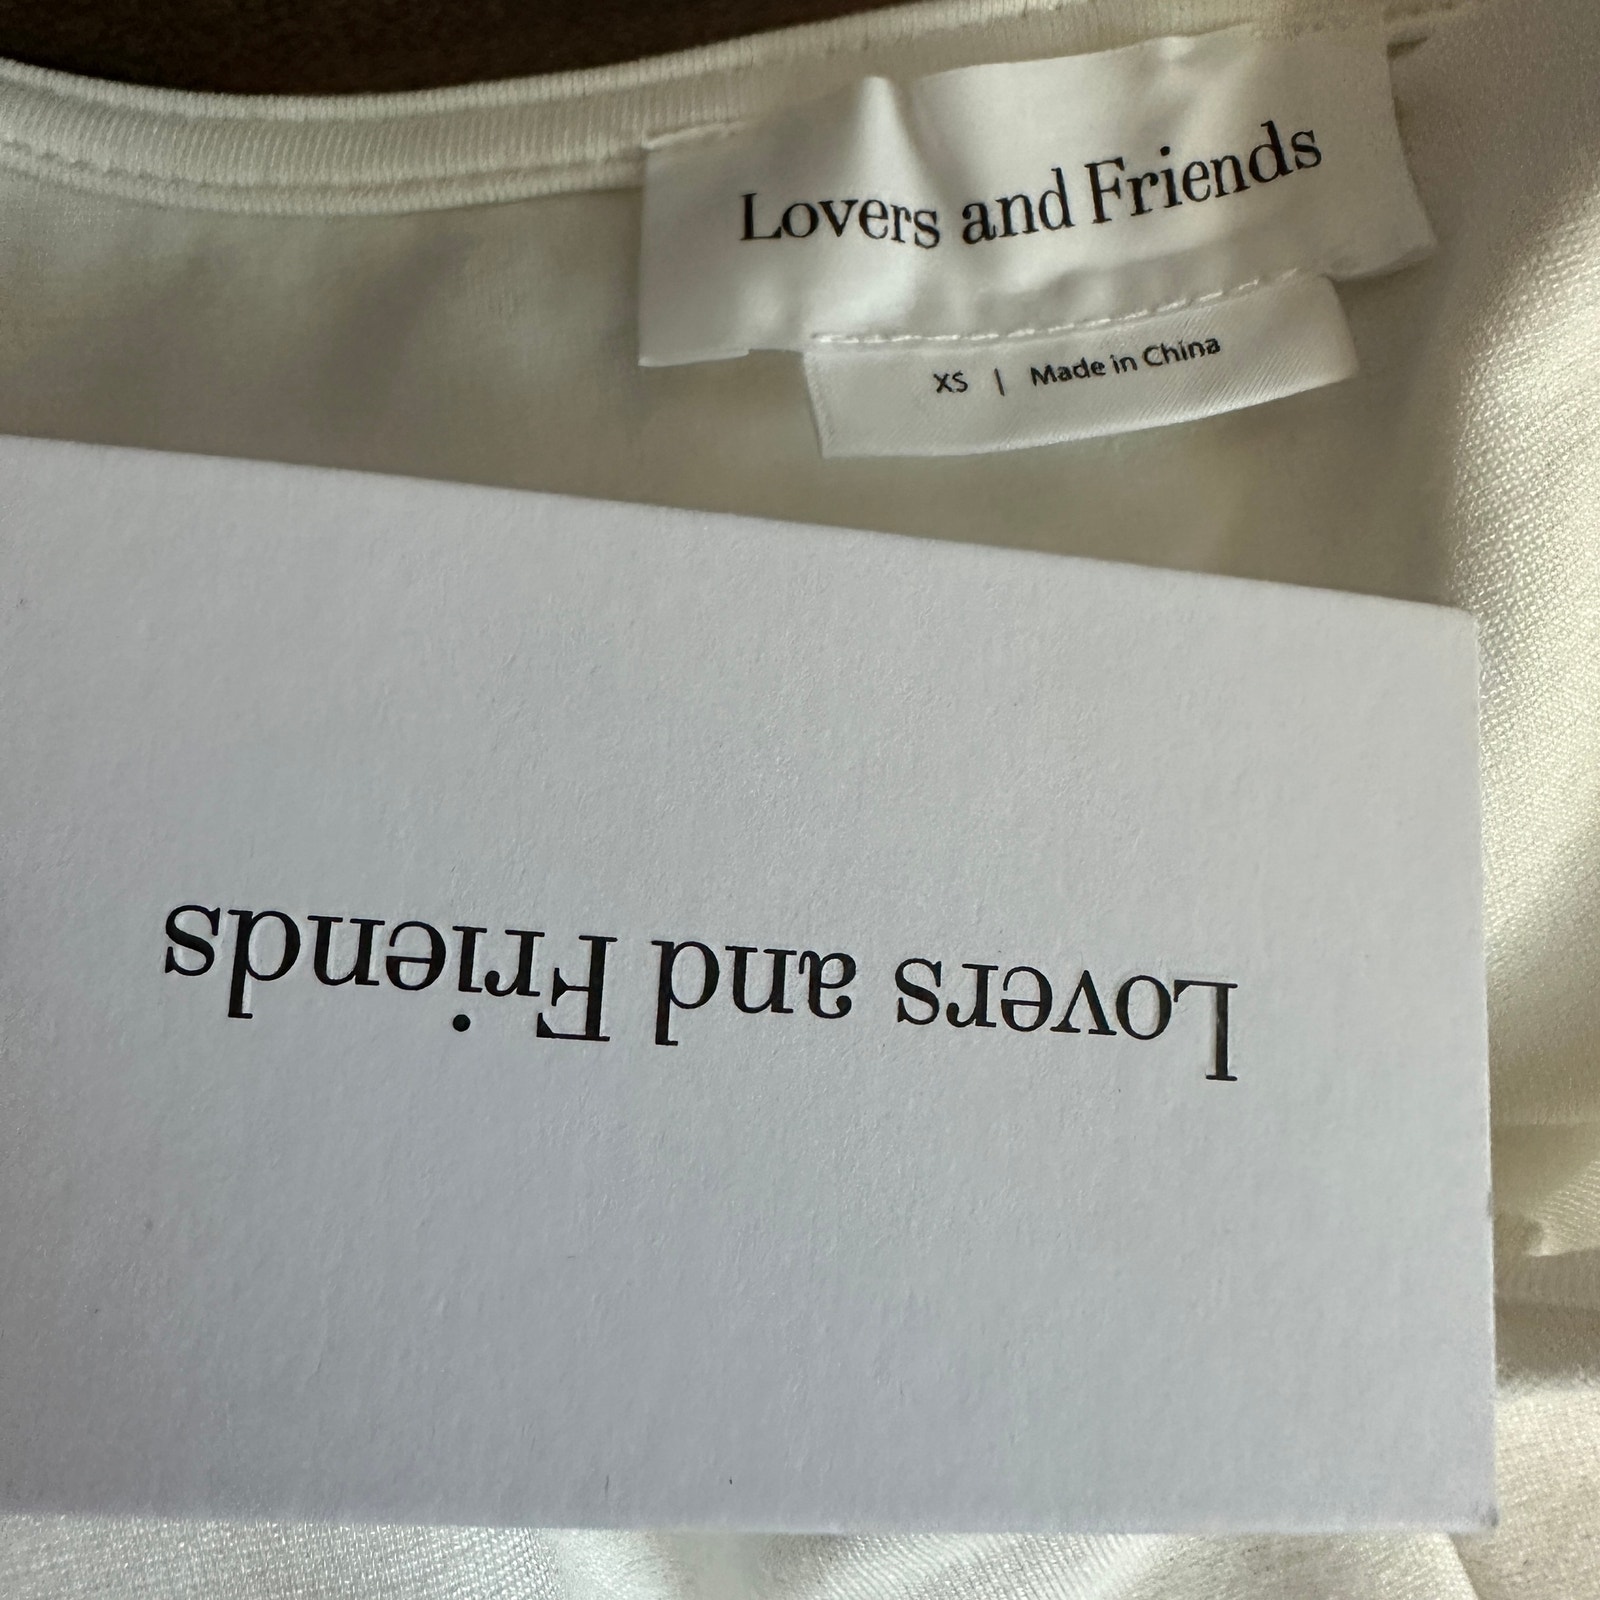 Lovers and Friends
XS | Made in China
Lovers and Friends